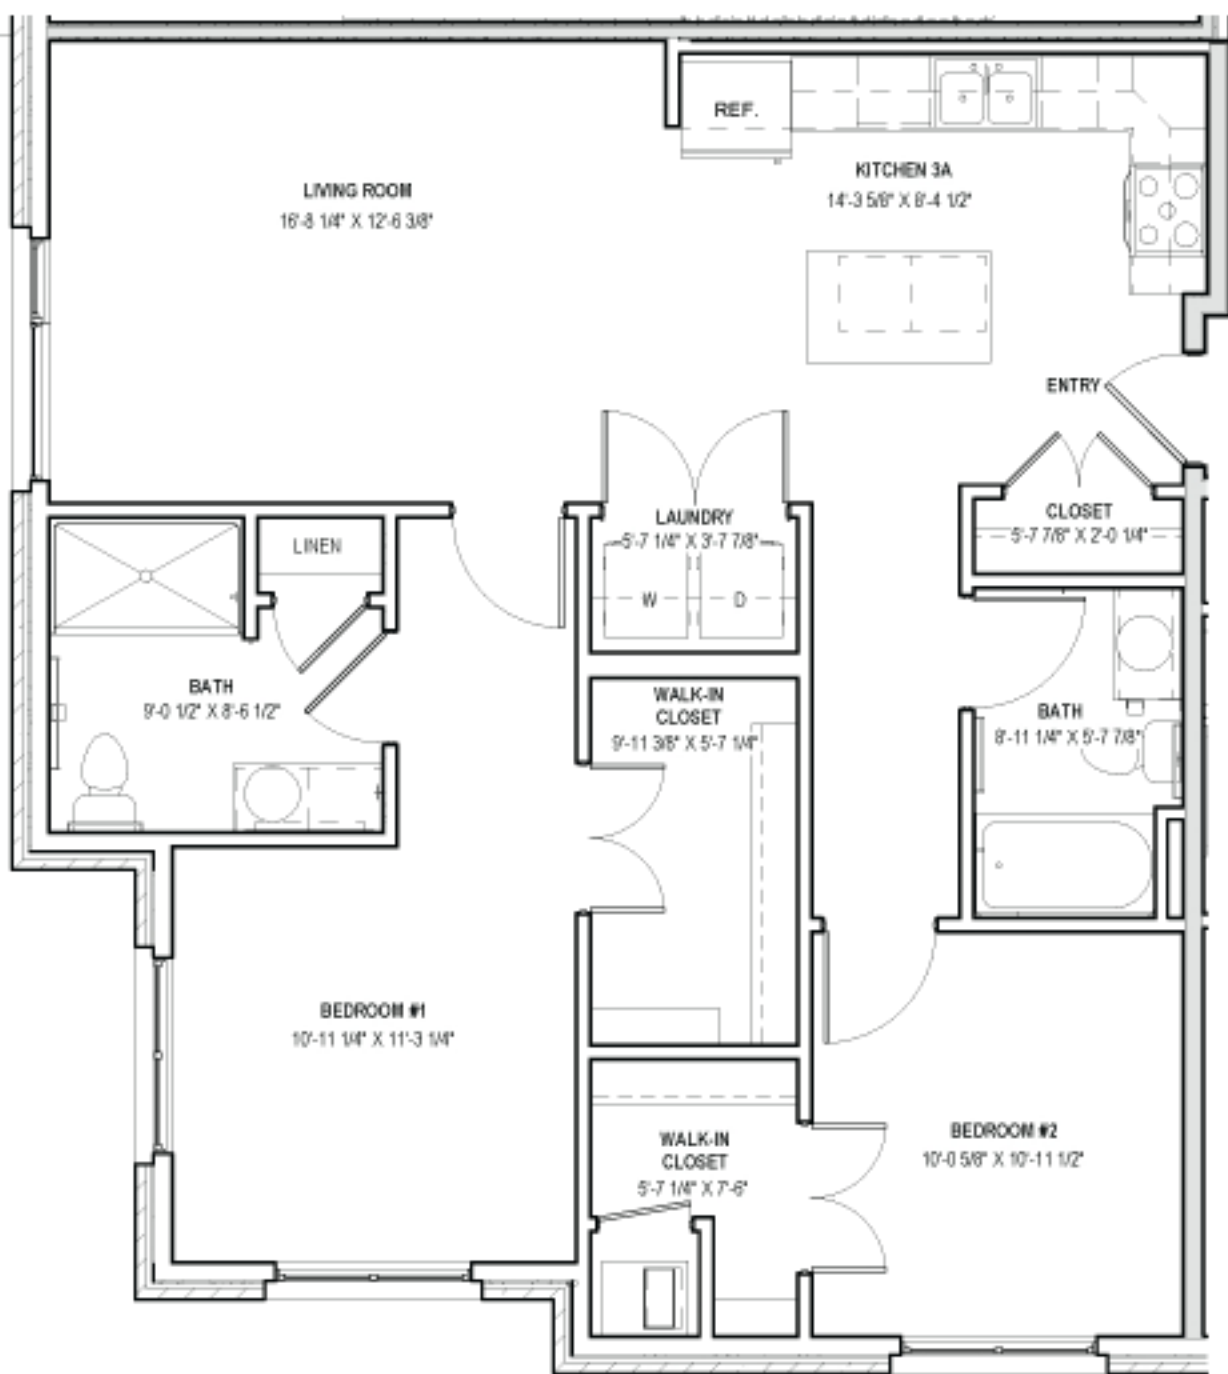 REF.
KITCHEN 3A
14'-3 5/8" X 8'-4 1/2"
LIVING ROOM
16'-8 1/4" X 12'-6 3/8"
ENTRY
CLOSET
5'-7 7/8" X 2'-0 1/4"
LAUNDRY
5'-7 1/4" X 3'-7 7/8"
W
D
LINEN
BATH
9'-0 1/2" X 8'-6 1/2"
WALK-IN
CLOSET
9'-11 3/8" X 5'-7 1/4"
BATH
8'-11 1/4" X 5'-7 7/8"
BEDROOM #1
10'-11 1/4" X 11'-3 1/4"
WALK-IN
CLOSET
5'-7 1/4" X 7'-6"
BEDROOM #2
10'-0 5/8" X 10'-11 1/2"